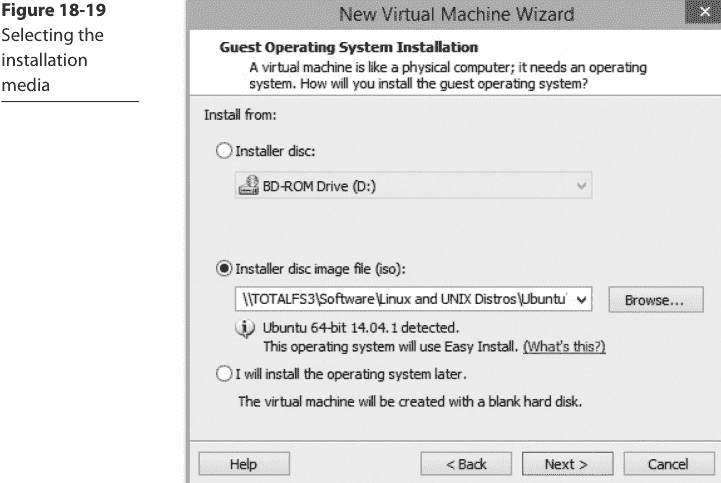 Figure 18-19
Selecting the
installation
media
New Virtual Machine Wizard
Guest Operating System Installation
A virtual machine is like a physical computer; it needs an operating
system. How will you install the guest operating system?
Install from:
Installer disc:
BD-ROM Drive (D:)
Installer disc image file (iso):
\\TOTALFS3\Software\Linux and UNIX Distros\Ubuntu
Browse...
Ubuntu 64-bit 14.04.1 detected.
This operating system will use Easy Install. (What's this?)
I will install the operating system later.
The virtual machine will be created with a blank hard disk.
Help
< Back
Next >
Cancel